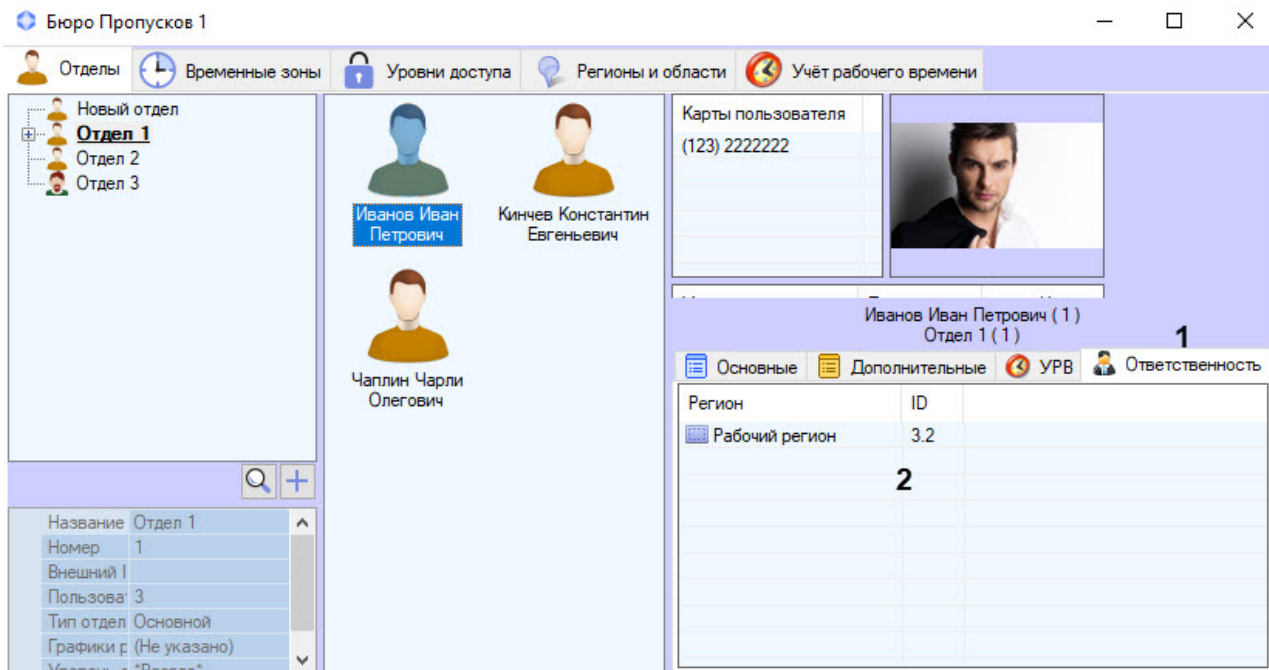 Бюро Пропусков 1
Отделы
Временные зоны
Уровни доступа
Регионы и области
Учёт рабочего времени
Новый отдел
Отдел 1
Отдел 2
Отдел 3
Иванов Иван
Петрович
Кинчев Константин
Евгеньевич
Чаплин Чарли
Олегович
Карты пользователя
(123) 2222222
Иванов Иван Петрович ( 1 )
Отдел 1 ( 1 )
1
Основные
Дополнительные
УРВ
Ответственность
Регион ID
Рабочий регион 3.2
2
Название Отдел 1
Номер 1
Внешний I
Пользова 3
Тип отдел Основной
Графики р (Не указано)